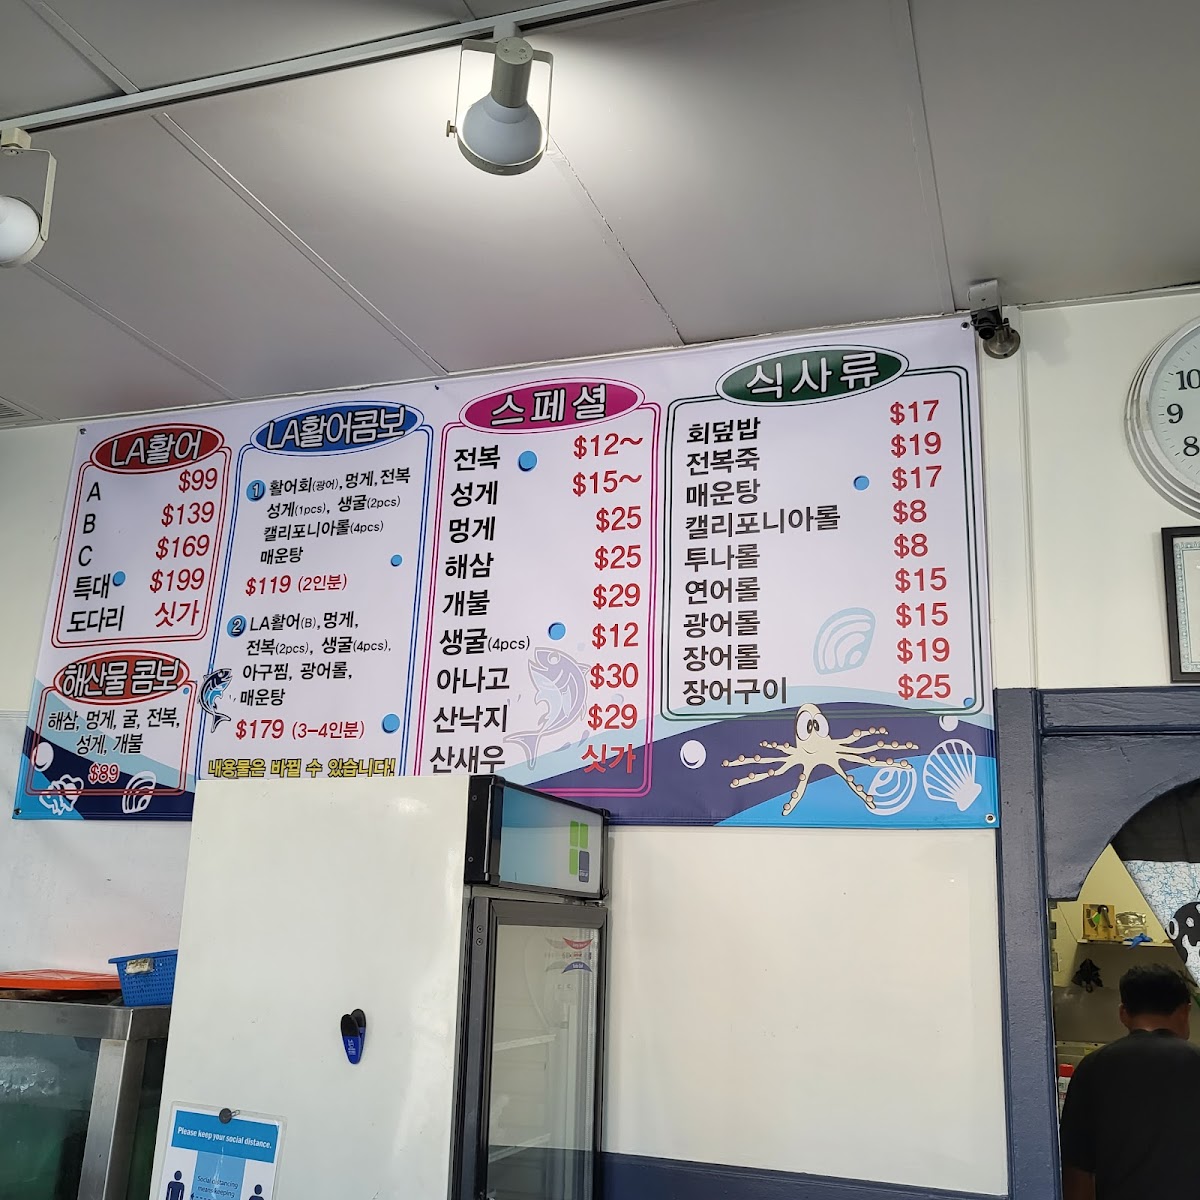 LA활어
A $99
B $139
C $169
특대 $199
도다리 싯가
해산물 콤보
해삼, 멍게, 굴, 전복,
성게, 개불
$89
LA활어콤보
1 활어회(광어), 멍게, 전복
성게(1pcs), 생굴(2pcs)
캘리포니아롤(4pcs)
매운탕
$119 (2인분)
2 LA활어(B), 멍게,
전복(2pcs), 생굴(4pcs),
아구찜, 광어롤,
매운탕
$179 (3-4인분)
내용물은 바뀔 수 있습니다!
스페셜
전복 $12~
성게 $15~
멍게 $25
해삼 $25
개불 $29
생굴(4pcs) $12
아나고 $30
산낙지 $29
산새우 싯가
식사류
회덮밥 $17
전복죽 $19
매운탕 $17
캘리포니아롤 $8
투나롤 $8
연어롤 $15
광어롤 $15
장어롤 $19
장어구이 $25
10
9
8
Please keep your social distance.
Social distancing
means keeping